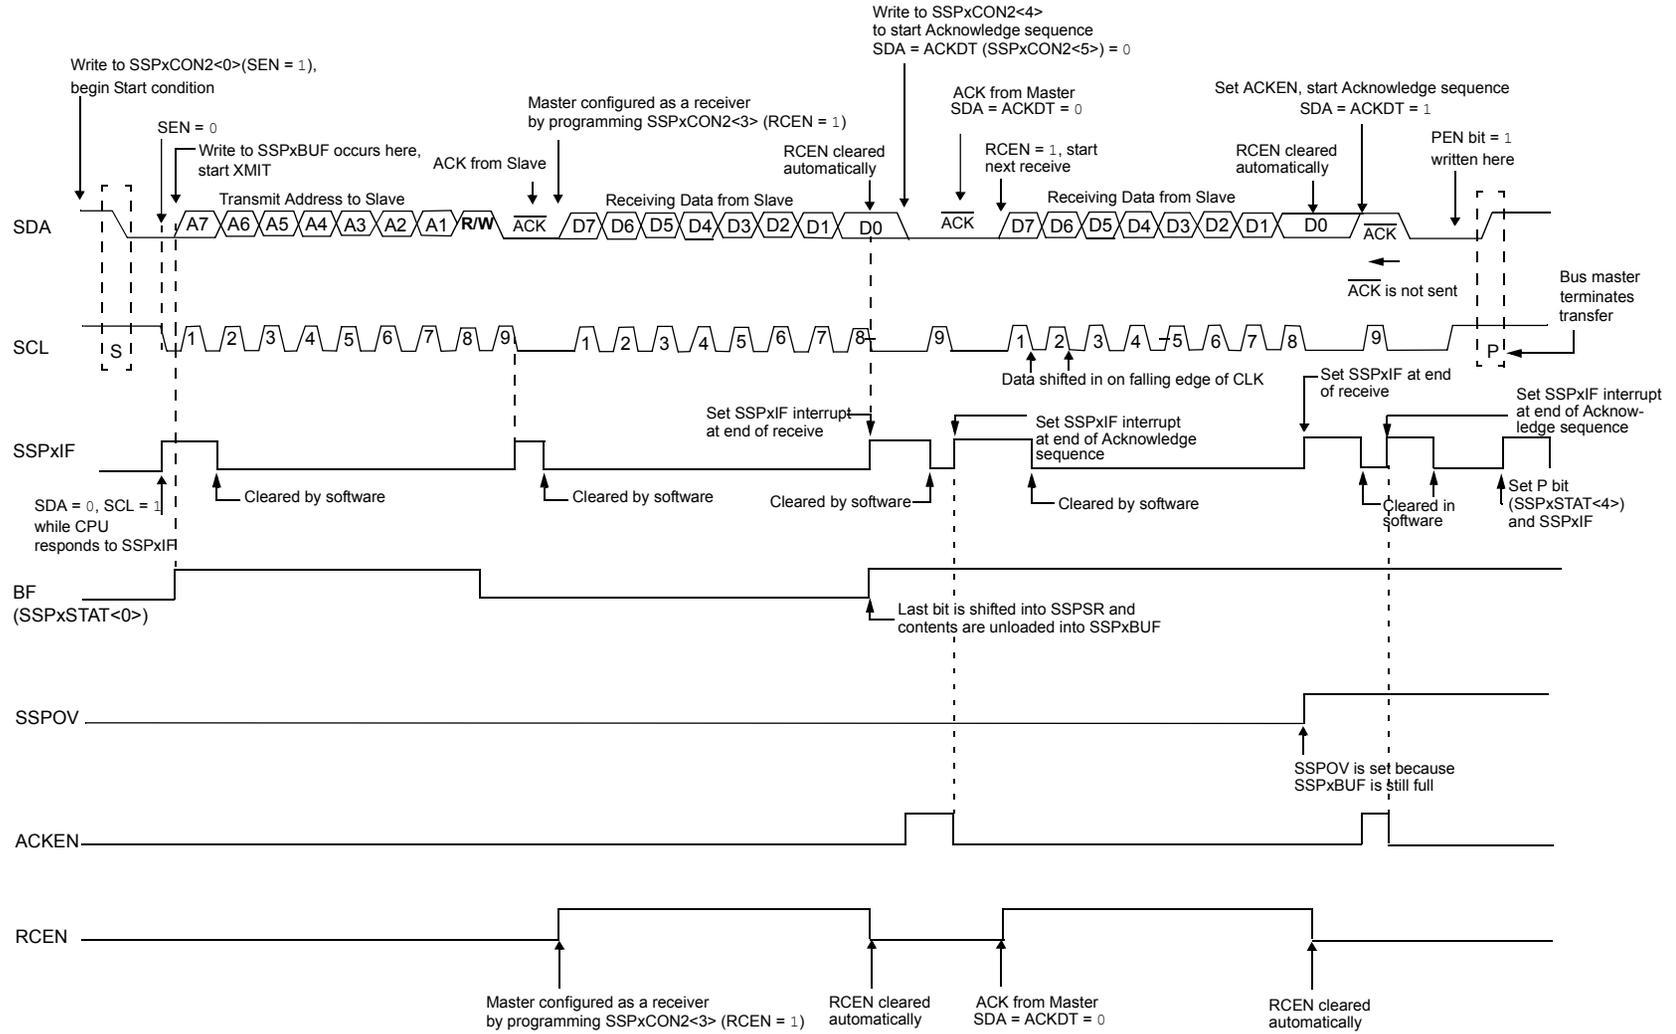 Write to SSPxCON2<4>
to start Acknowledge sequence
SDA = ACKDT (SSPxCON2<5>) = 0
Write to SSPxCON2<0>(SEN = 1),
begin Start condition
ACK from Master
SDA = ACKDT = 0
Set ACKEN, start Acknowledge sequence
SDA = ACKDT = 1
Master configured as a receiver
by programming SSPxCON2<3> (RCEN = 1)
SEN = 0
PEN bit = 1
written here
Write to SSPxBUF occurs here,
start XMIT
ACK from Slave
RCEN cleared
automatically
RCEN = 1, start
next receive
RCEN cleared
automatically
Transmit Address to Slave
Receiving Data from Slave
Receiving Data from Slave
SDA
A7 A6 A5 A4 A3 A2 A1 R/W ACK D7 D6 D5 D4 D3 D2 D1 D0 ACK D7 D6 D5 D4 D3 D2 D1 D0 ACK
ACK is not sent
Bus master
terminates
transfer
SCL
S 1 2 3 4 5 6 7 8 9 1 2 3 4 5 6 7 8 9 1 2 3 4 5 6 7 8 9 P
Data shifted in on falling edge of CLK
Set SSPxIF at end
of receive
Set SSPxIF interrupt
at end of Acknow-
ledge sequence
Set SSPxIF interrupt
at end of receive
Set SSPxIF interrupt
at end of Acknowledge
sequence
SSPxIF
Cleared by software
Cleared by software
Cleared by software
Cleared by software
Cleared in
software
Set P bit
(SSPxSTAT<4>)
and SSPxIF
SDA = 0, SCL = 1
while CPU
responds to SSPxIF
BF
(SSPxSTAT<0>)
Last bit is shifted into SSPSR and
contents are unloaded into SSPxBUF
SSPOV
SSPOV is set because
SSPxBUF is still full
ACKEN
RCEN
Master configured as a receiver
by programming SSPxCON2<3> (RCEN = 1)
RCEN cleared
automatically
ACK from Master
SDA = ACKDT = 0
RCEN cleared
automatically